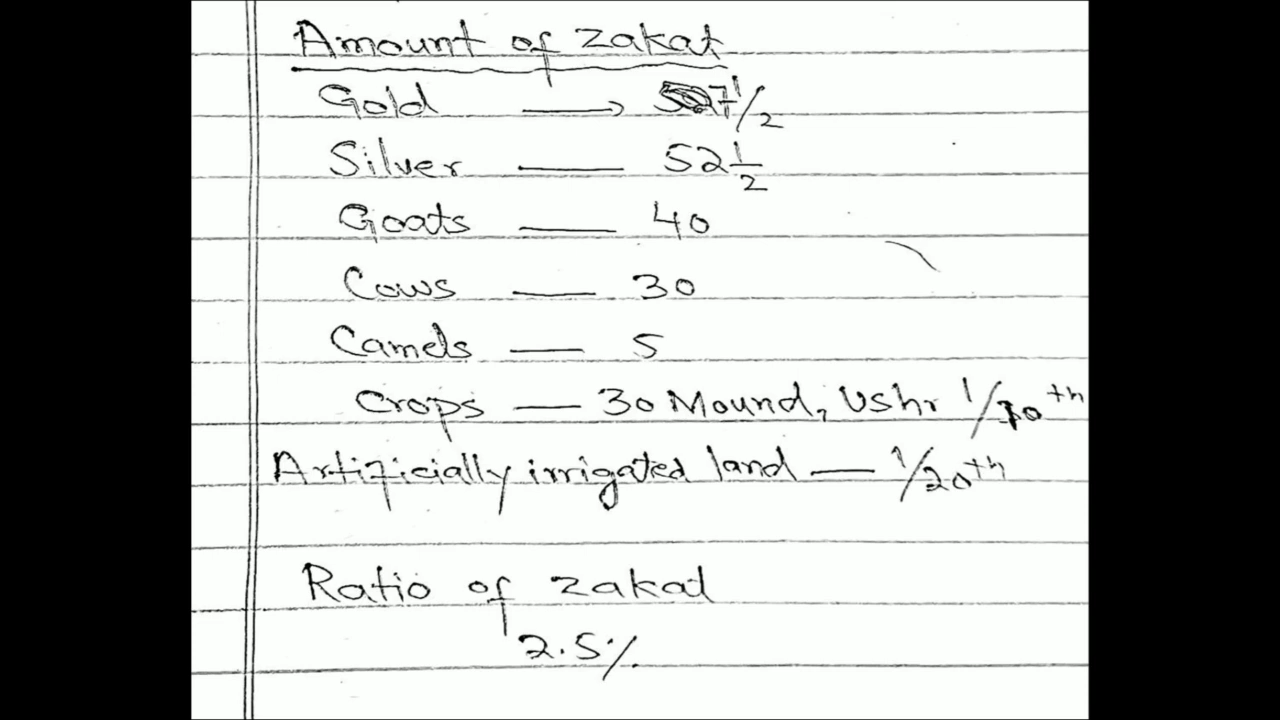 Amount of zakat
Gold → 7 1/2
Silver — 52 1/2
Goats — 40
Cows — 30
Camels — 5
Crops — 30 Mound, Ushr 1/10th
Artificially irrigated land — 1/20th
Ratio of zakat
2.5%